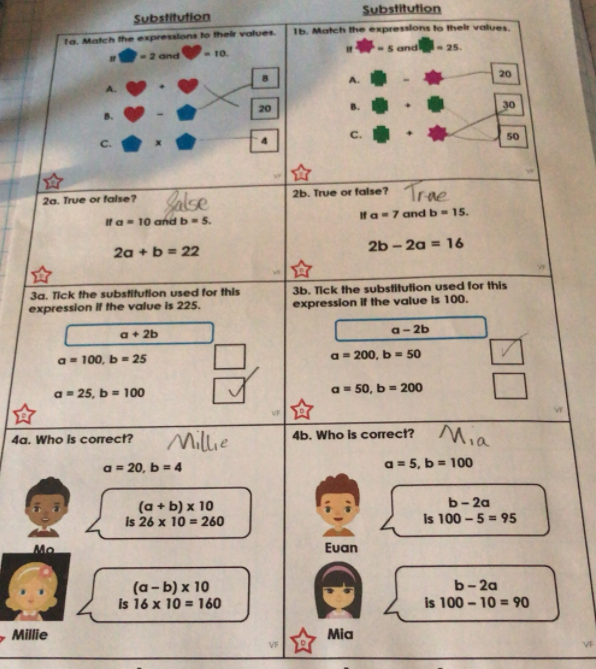 Substitution
Substitution
1a. Match the expressions to their values.
If = 2 and = 10.
A. +
B. -
C. x
8
20
4
VF
1b. Match the expressions to their values.
If = 5 and = 25.
A. -
B. +
C. +
20
30
50
VF
2a. True or false? false
If a = 10 and b = 5.
2a + b = 22
VF
2b. True or false? True
If a = 7 and b = 15.
2b - 2a = 16
VF
3a. Tick the substitution used for this
expression if the value is 225.
a + 2b
a = 100, b = 25
a = 25, b = 100
D
VF
3b. Tick the substitution used for this
expression if the value is 100.
a - 2b
a = 200, b = 50
a = 50, b = 200
D
VF
4a. Who is correct? Millie
a = 20, b = 4
(a + b) x 10
is 26 x 10 = 260
Mo
(a - b) x 10
is 16 x 10 = 160
Millie
VF
4b. Who is correct? Mia
a = 5, b = 100
b - 2a
is 100 - 5 = 95
Euan
b - 2a
is 100 - 10 = 90
D
Mia
VF